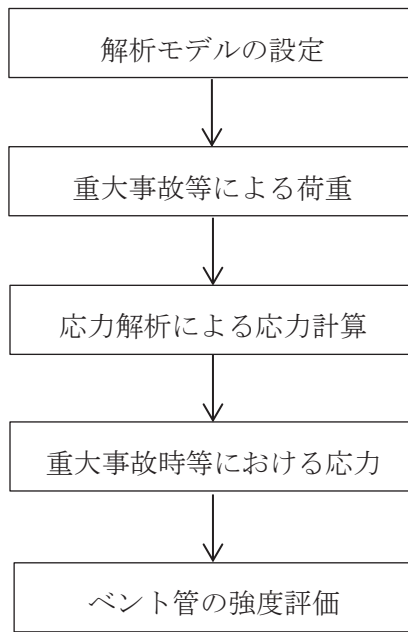 解析モデルの設定
重大事故等による荷重
応力解析による応力計算
重大事故時等における応力
ベント管の強度評価